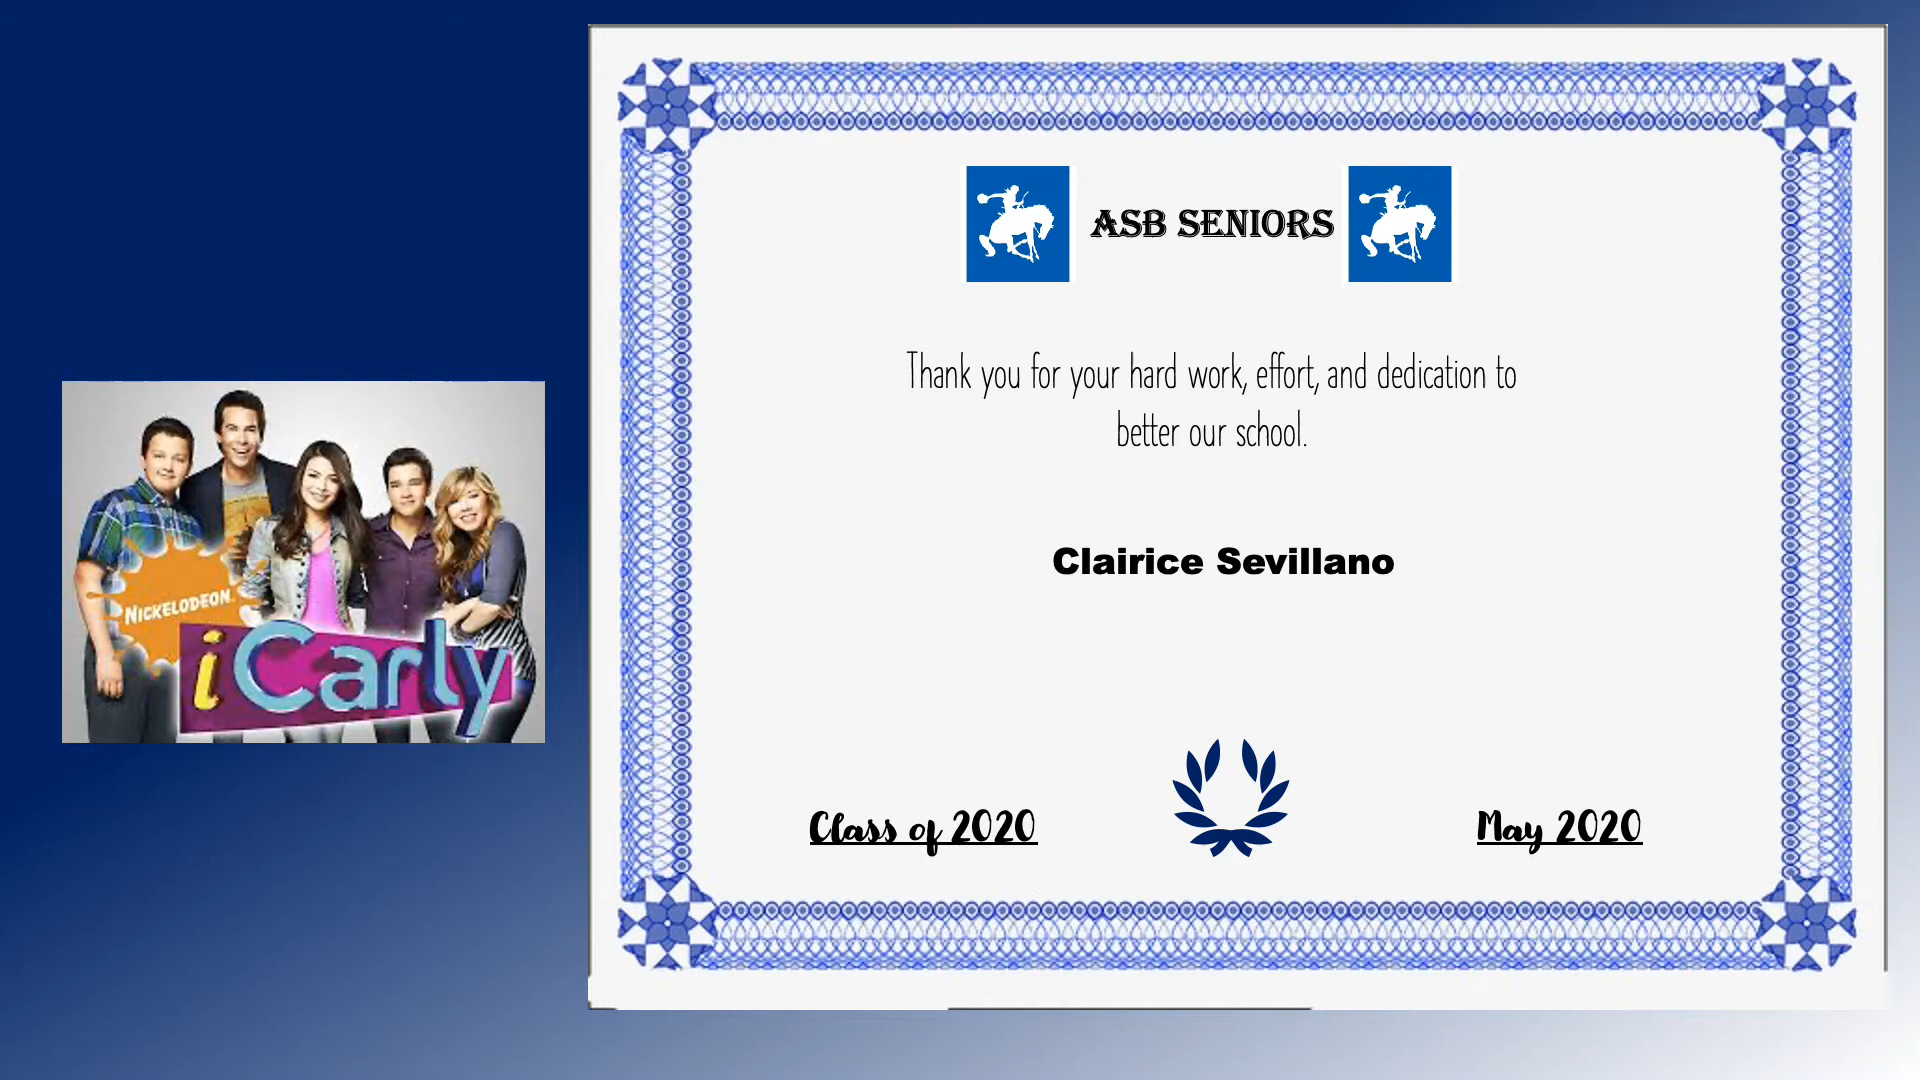 NICKELODEON
iCarly
ASB SENIORS
Thank you for your hard work, effort, and dedication to
better our school.
Clairice Sevillano
Class of 2020
May 2020